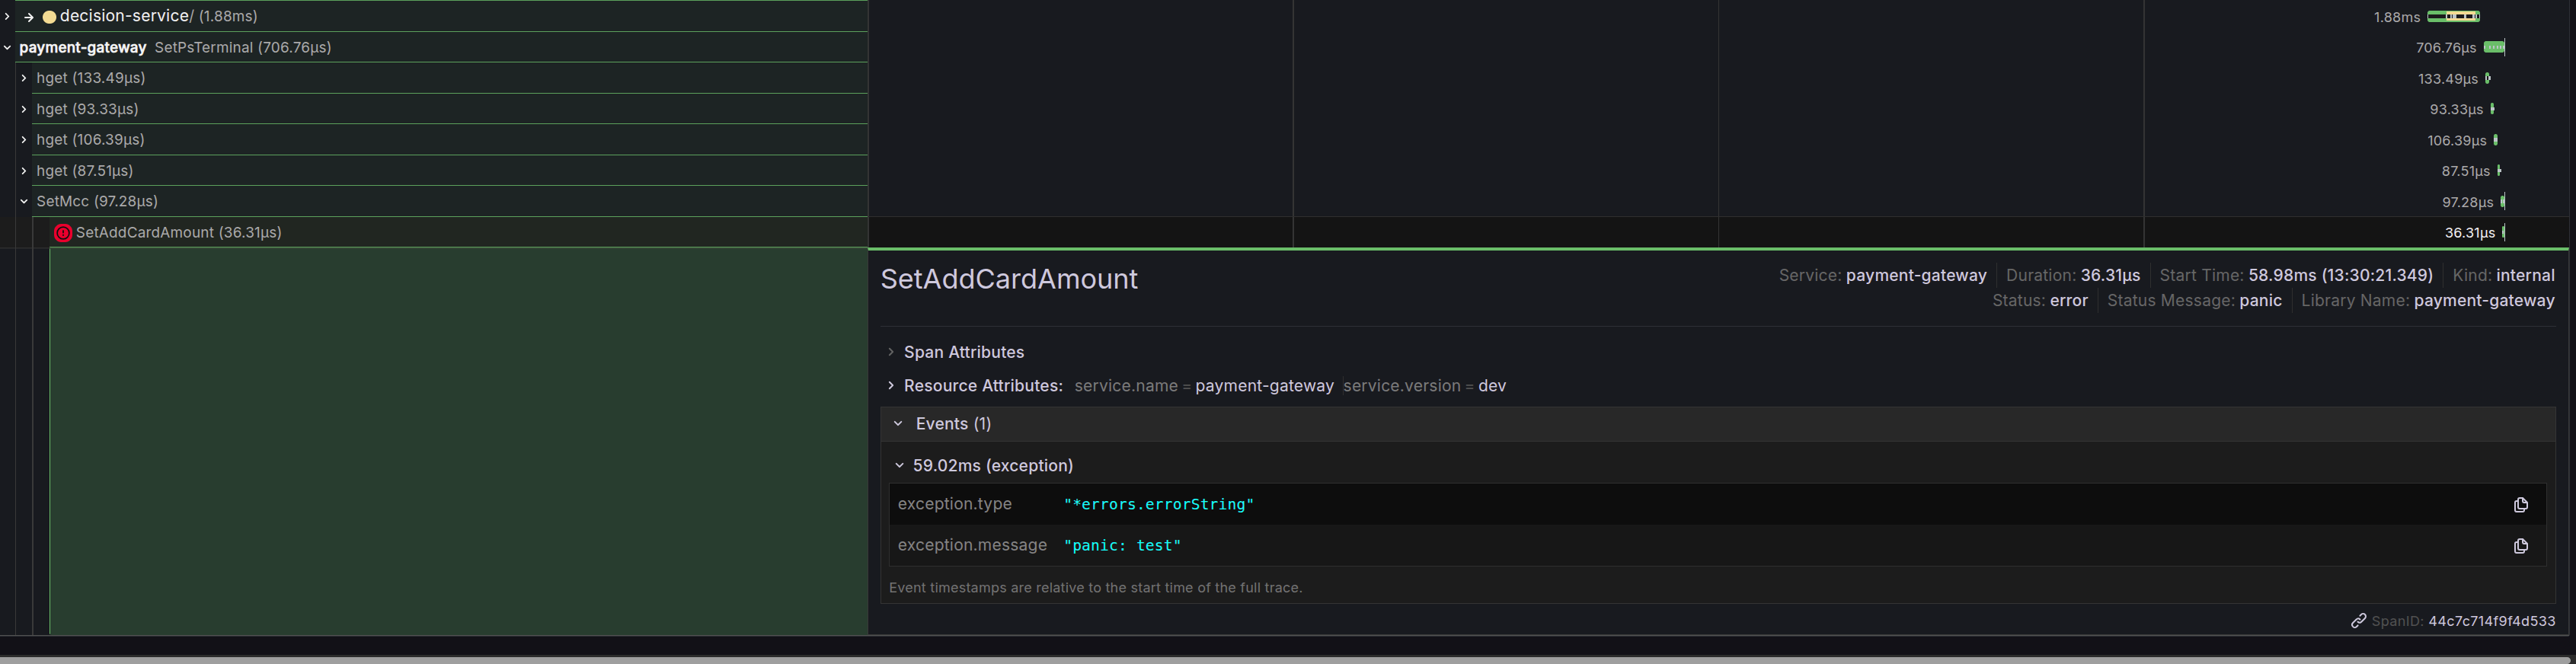 decision-service/ (1.88ms) 1.88ms
payment-gateway SetPsTerminal (706.76μs) 706.76μs
hget (133.49μs) 133.49μs
hget (93.33μs) 93.33μs
hget (106.39μs) 106.39μs
hget (87.51μs) 87.51μs
SetMcc (97.28μs) 97.28μs
SetAddCardAmount (36.31μs) 36.31μs
SetAddCardAmount
Service: payment-gateway Duration: 36.31μs Start Time: 58.98ms (13:30:21.349) Kind: internal
Status: error Status Message: panic Library Name: payment-gateway
Span Attributes
Resource Attributes: service.name = payment-gateway service.version = dev
Events (1)
59.02ms (exception)
exception.type "*errors.errorString"
exception.message "panic: test"
Event timestamps are relative to the start time of the full trace.
SpanID: 44c7c714f9f4d533